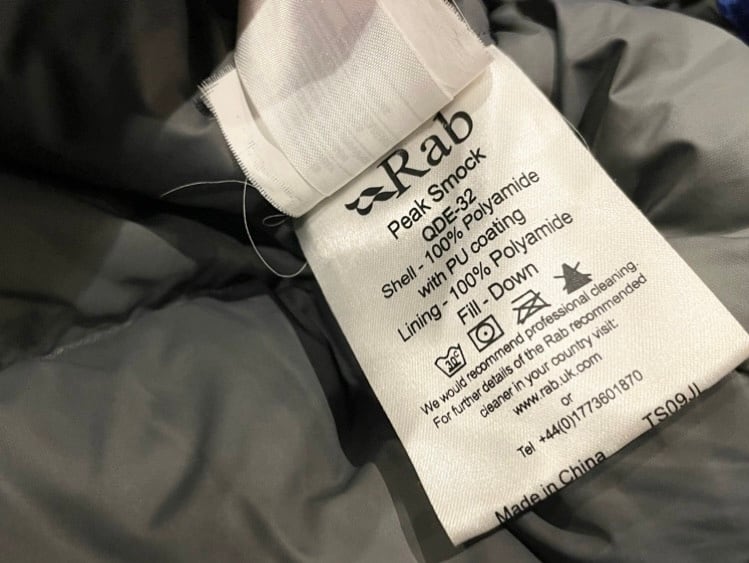 Rab
Peak Smock
QDE-32
Shell - 100% Polyamide
with PU coating
Lining - 100% Polyamide
Fill - Down
30°C
We would recommend professional cleaning.
For further details of the Rab recommended
cleaner in your country visit:
www.rab.uk.com
or
Tel +44(0)1773601870
Made in China
TS09JL